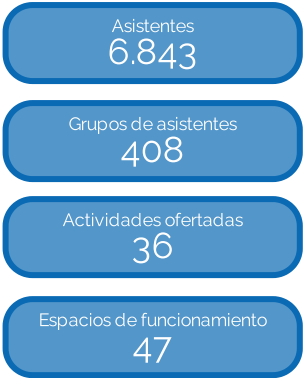 Asistentes
6.843
Grupos de asistentes
408
Actividades ofertadas
36
Espacios de funcionamiento
47